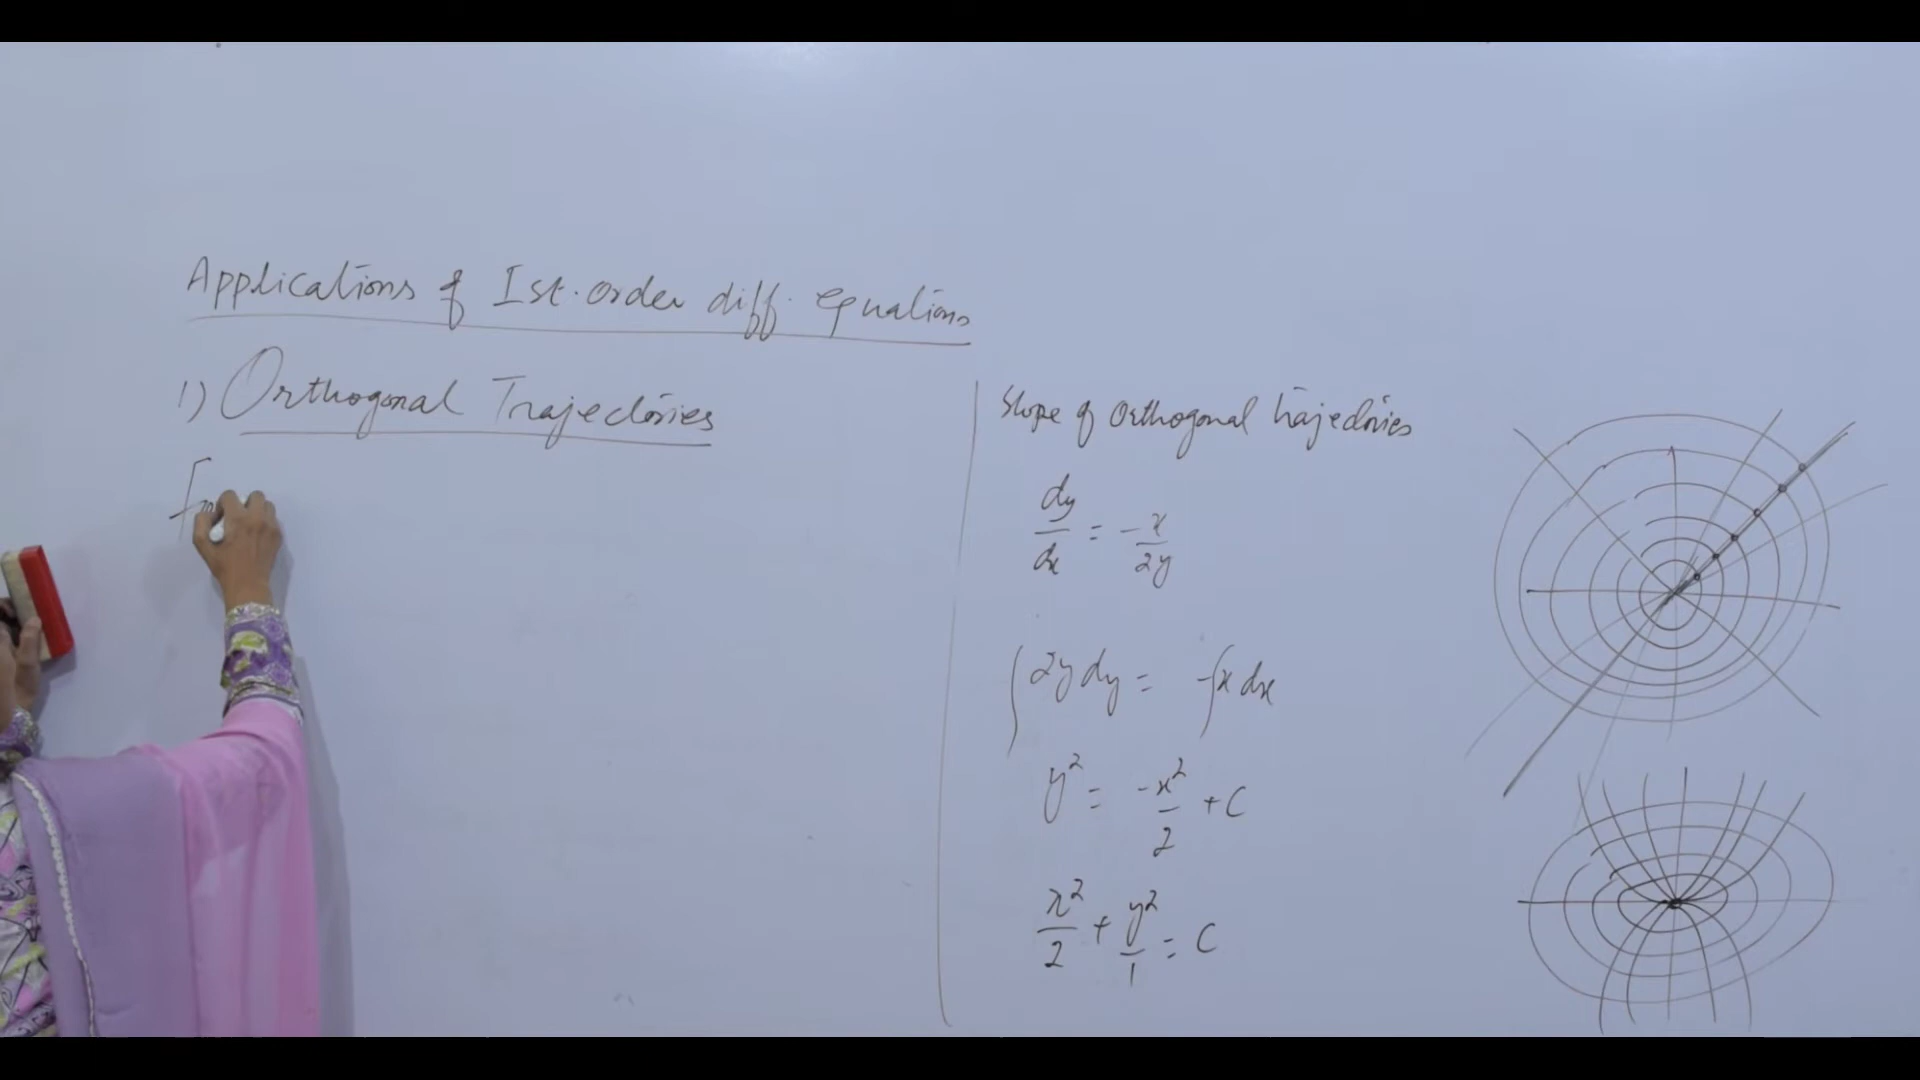 Applications of Ist. order diff. equations
1) Orthogonal Trajectories
Slope of Orthogonal trajectories
dy/dx = -x/2y
∫2y dy = -∫x dx
y² = -x²/2 + C
x²/2 + y²/1 = C